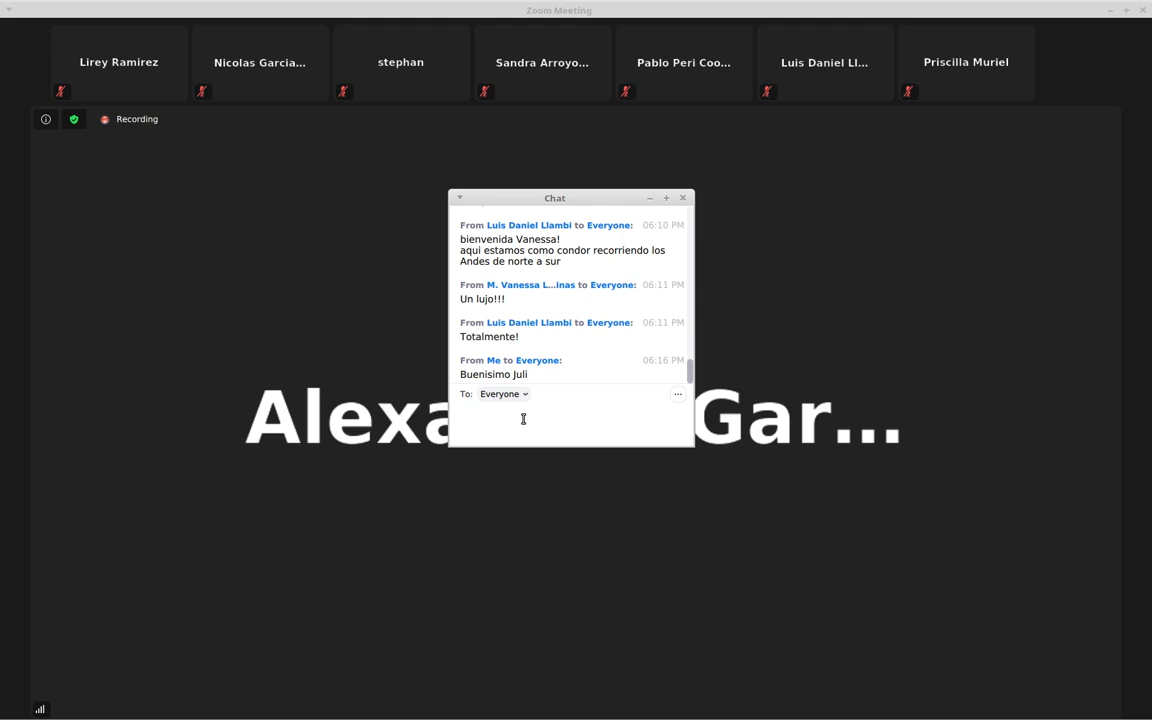 Zoom Meeting
Lirey Ramirez
Nicolas Garcia...
stephan
Sandra Arroyo...
Pablo Peri Coo...
Luis Daniel Ll...
Priscilla Muriel
Recording
Chat
From Luis Daniel Llambi to Everyone: 06:10 PM
bienvenida Vanessa!
aqui estamos como condor recorriendo los
Andes de norte a sur
From M. Vanessa L...inas to Everyone: 06:11 PM
Un lujo!!!
From Luis Daniel Llambi to Everyone: 06:11 PM
Totalmente!
From Me to Everyone: 06:16 PM
Buenisimo Juli
To: Everyone
Alexa Gar...